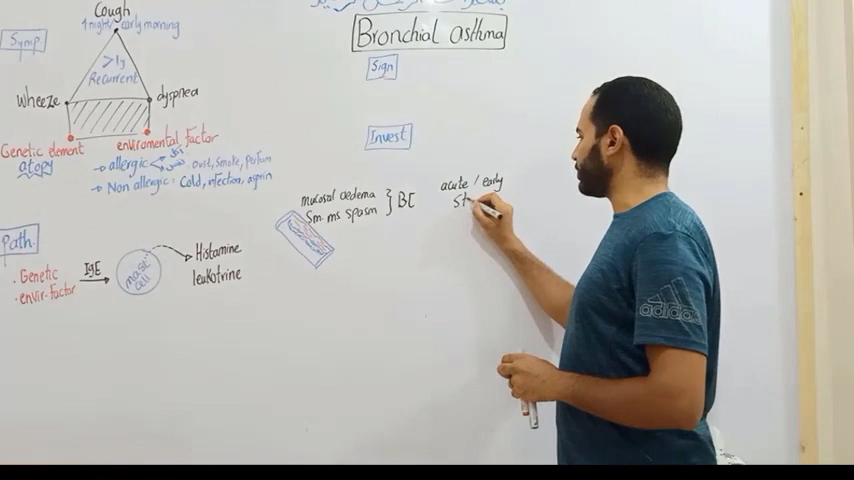 Bronchial asthma
Cough
4 night/early morning
Symp
>1y
Recurrent
Wheeze
dyspnea
Genetic element
atopy
enviromental Factor
→ allergic
Dust, Smoke, perfum
→ Non allergic: Cold, infection, asprin
Sign
Invest
mucosal oedema
Sm. ms spasm } BC
acute / early
St
Path.
• Genetic
• envir-Factor
IgE
mast
cell
Histamine
leukotrine
adidas